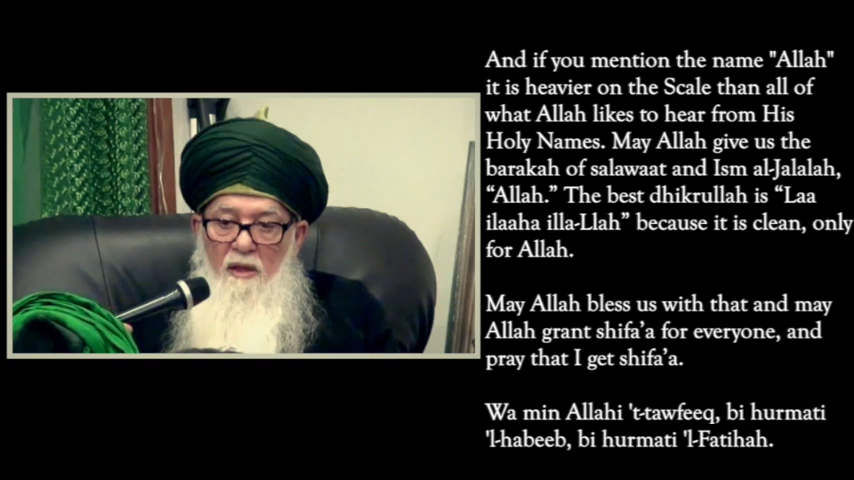 And if you mention the name "Allah"
it is heavier on the Scale than all of
what Allah likes to hear from His
Holy Names. May Allah give us the
barakah of salawaat and Ism al-Jalalah,
“Allah.” The best dhikrullah is “Laa
ilaaha illa-Llah” because it is clean, only
for Allah.
May Allah bless us with that and may
Allah grant shifa’a for everyone, and
pray that I get shifa’a.
Wa min Allahi 't-tawfeeq, bi hurmati
'l-habeeb, bi hurmati 'l-Fatihah.